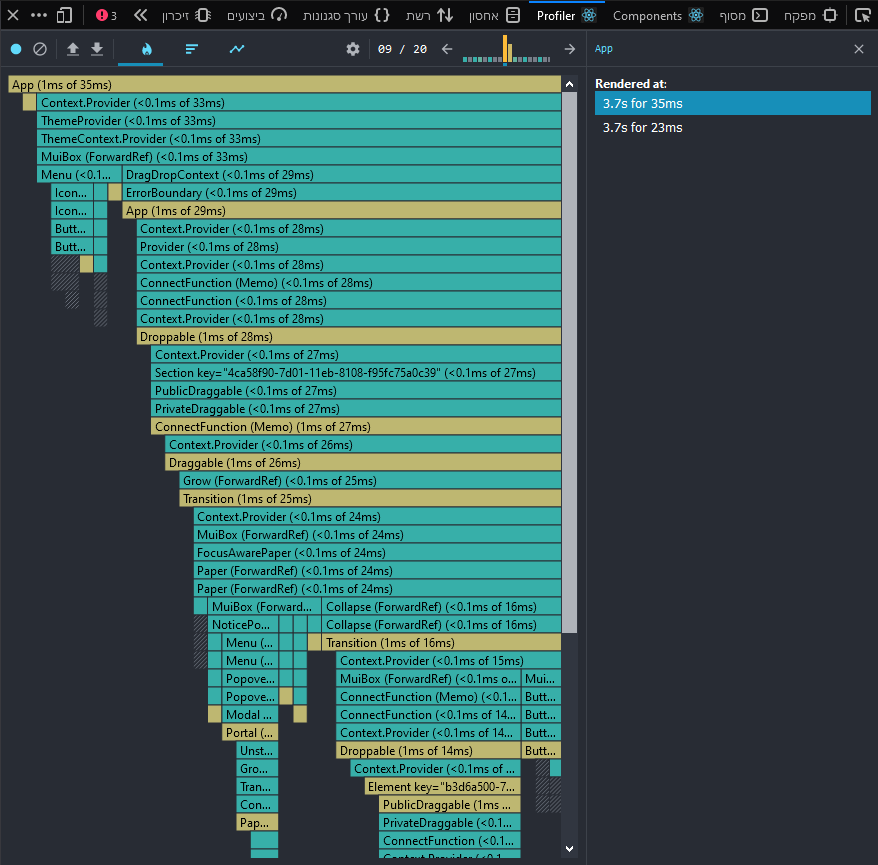 3 זיכרון ביצועים עורך סגנונות {} רשת אחסון Profiler Components מסוף מפקח
09 / 20
App
App (1ms of 35ms)
Context.Provider (<0.1ms of 33ms)
ThemeProvider (<0.1ms of 33ms)
ThemeContext.Provider (<0.1ms of 33ms)
MuiBox (ForwardRef) (<0.1ms of 33ms)
Menu (<0.1... DragDropContext (<0.1ms of 29ms)
Icon... ErrorBoundary (<0.1ms of 29ms)
Icon... App (1ms of 29ms)
Butt... Context.Provider (<0.1ms of 28ms)
Butt... Provider (<0.1ms of 28ms)
Context.Provider (<0.1ms of 28ms)
ConnectFunction (Memo) (<0.1ms of 28ms)
ConnectFunction (<0.1ms of 28ms)
Context.Provider (<0.1ms of 28ms)
Droppable (1ms of 28ms)
Context.Provider (<0.1ms of 27ms)
Section key="4ca58f90-7d01-11eb-8108-f95fc75a0c39" (<0.1ms of 27ms)
PublicDraggable (<0.1ms of 27ms)
PrivateDraggable (<0.1ms of 27ms)
ConnectFunction (Memo) (1ms of 27ms)
Context.Provider (<0.1ms of 26ms)
Draggable (1ms of 26ms)
Grow (ForwardRef) (<0.1ms of 25ms)
Transition (1ms of 25ms)
Context.Provider (<0.1ms of 24ms)
MuiBox (ForwardRef) (<0.1ms of 24ms)
FocusAwarePaper (<0.1ms of 24ms)
Paper (ForwardRef) (<0.1ms of 24ms)
Paper (ForwardRef) (<0.1ms of 24ms)
MuiBox (Forward... Collapse (ForwardRef) (<0.1ms of 16ms)
NoticePo... Collapse (ForwardRef) (<0.1ms of 16ms)
Menu (... Transition (1ms of 16ms)
Menu (... Context.Provider (<0.1ms of 15ms)
Popove... MuiBox (ForwardRef) (<0.1ms o... Mui...
Popove... ConnectFunction (Memo) (<0.1... Butt...
Modal ... ConnectFunction (<0.1ms of 14... Butt...
Portal (... Context.Provider (<0.1ms of 14... Butt...
Unst... Droppable (1ms of 14ms) Butt...
Gro... Context.Provider (<0.1ms of ...
Tran... Element key="b3d6a500-7...
Con... PublicDraggable (1ms ...
Pap... PrivateDraggable (<0.1...
ConnectFunction (<0.1...
Context.Provider (<0.1...
Rendered at:
3.7s for 35ms
3.7s for 23ms